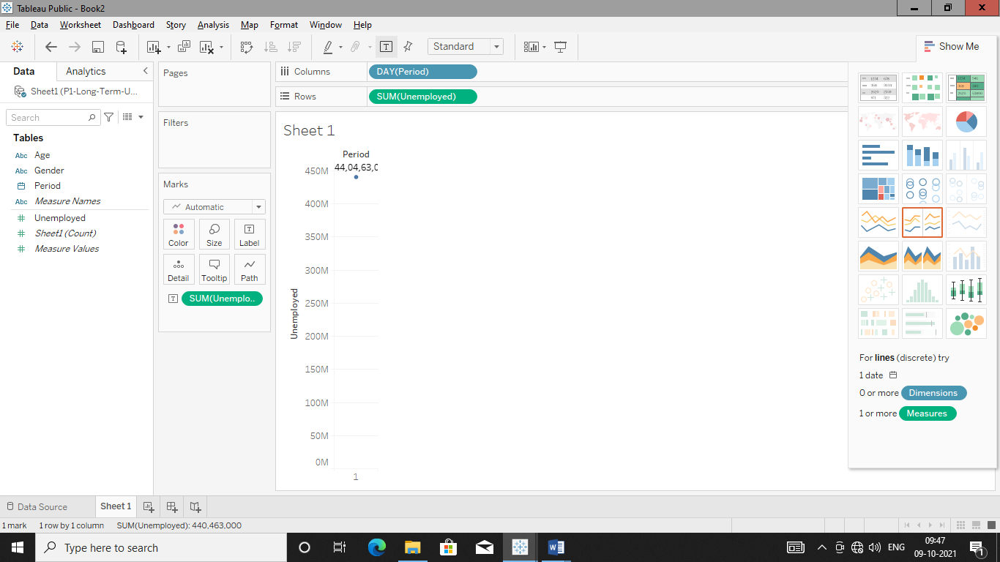 Tableau Public - Book2
File Data Worksheet Dashboard Story Analysis Map Format Window Help
Standard
Show Me
Data Analytics
Sheet1 (P1-Long-Term-U...
Search
Tables
Abc Age
Abc Gender
Period
Abc Measure Names
# Unemployed
# Sheet1 (Count)
# Measure Values
Pages
Filters
Marks
Automatic
Color Size Label
Detail Tooltip Path
SUM(Unemplo..
Columns DAY(Period)
Rows SUM(Unemployed)
Sheet 1
Period
44,04,63,0
450M
400M
350M
300M
250M
200M
150M
100M
50M
0M
Unemployed
1
For lines (discrete) try
1 date
0 or more Dimensions
1 or more Measures
Data Source Sheet 1
1 mark 1 row by 1 column SUM(Unemployed): 440,463,000
Type here to search
ENG
09:47
09-10-2021
1